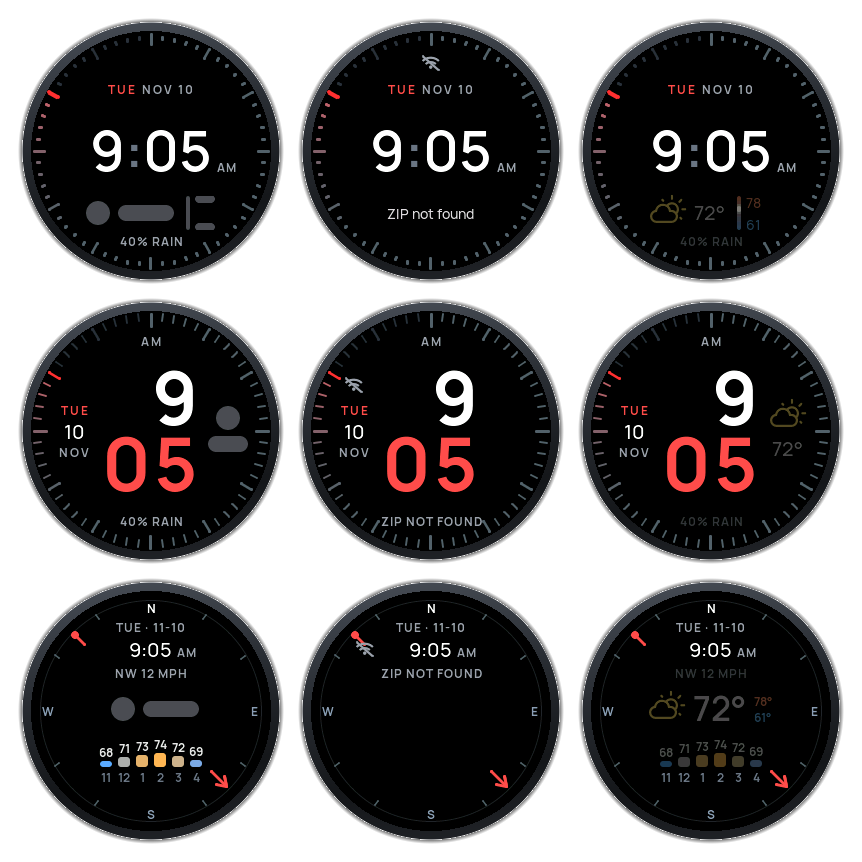 TUE NOV 10
9:05 AM
40% RAIN
TUE NOV 10
9:05 AM
ZIP not found
TUE NOV 10
9:05 AM
72° 78
61
40% RAIN
AM
9
TUE
10
NOV
05
40% RAIN
AM
9
TUE
10
NOV
05
ZIP NOT FOUND
AM
9
TUE
10
NOV
05
72°
40% RAIN
N
TUE · 11-10
9:05 AM
NW 12 MPH
W E
68 71 73 74 72 69
11 12 1 2 3 4
S
N
TUE · 11-10
9:05 AM
ZIP NOT FOUND
W E
S
N
TUE · 11-10
9:05 AM
NW 12 MPH
W 72° 78° E
61°
68 71 73 74 72 69
11 12 1 2 3 4
S